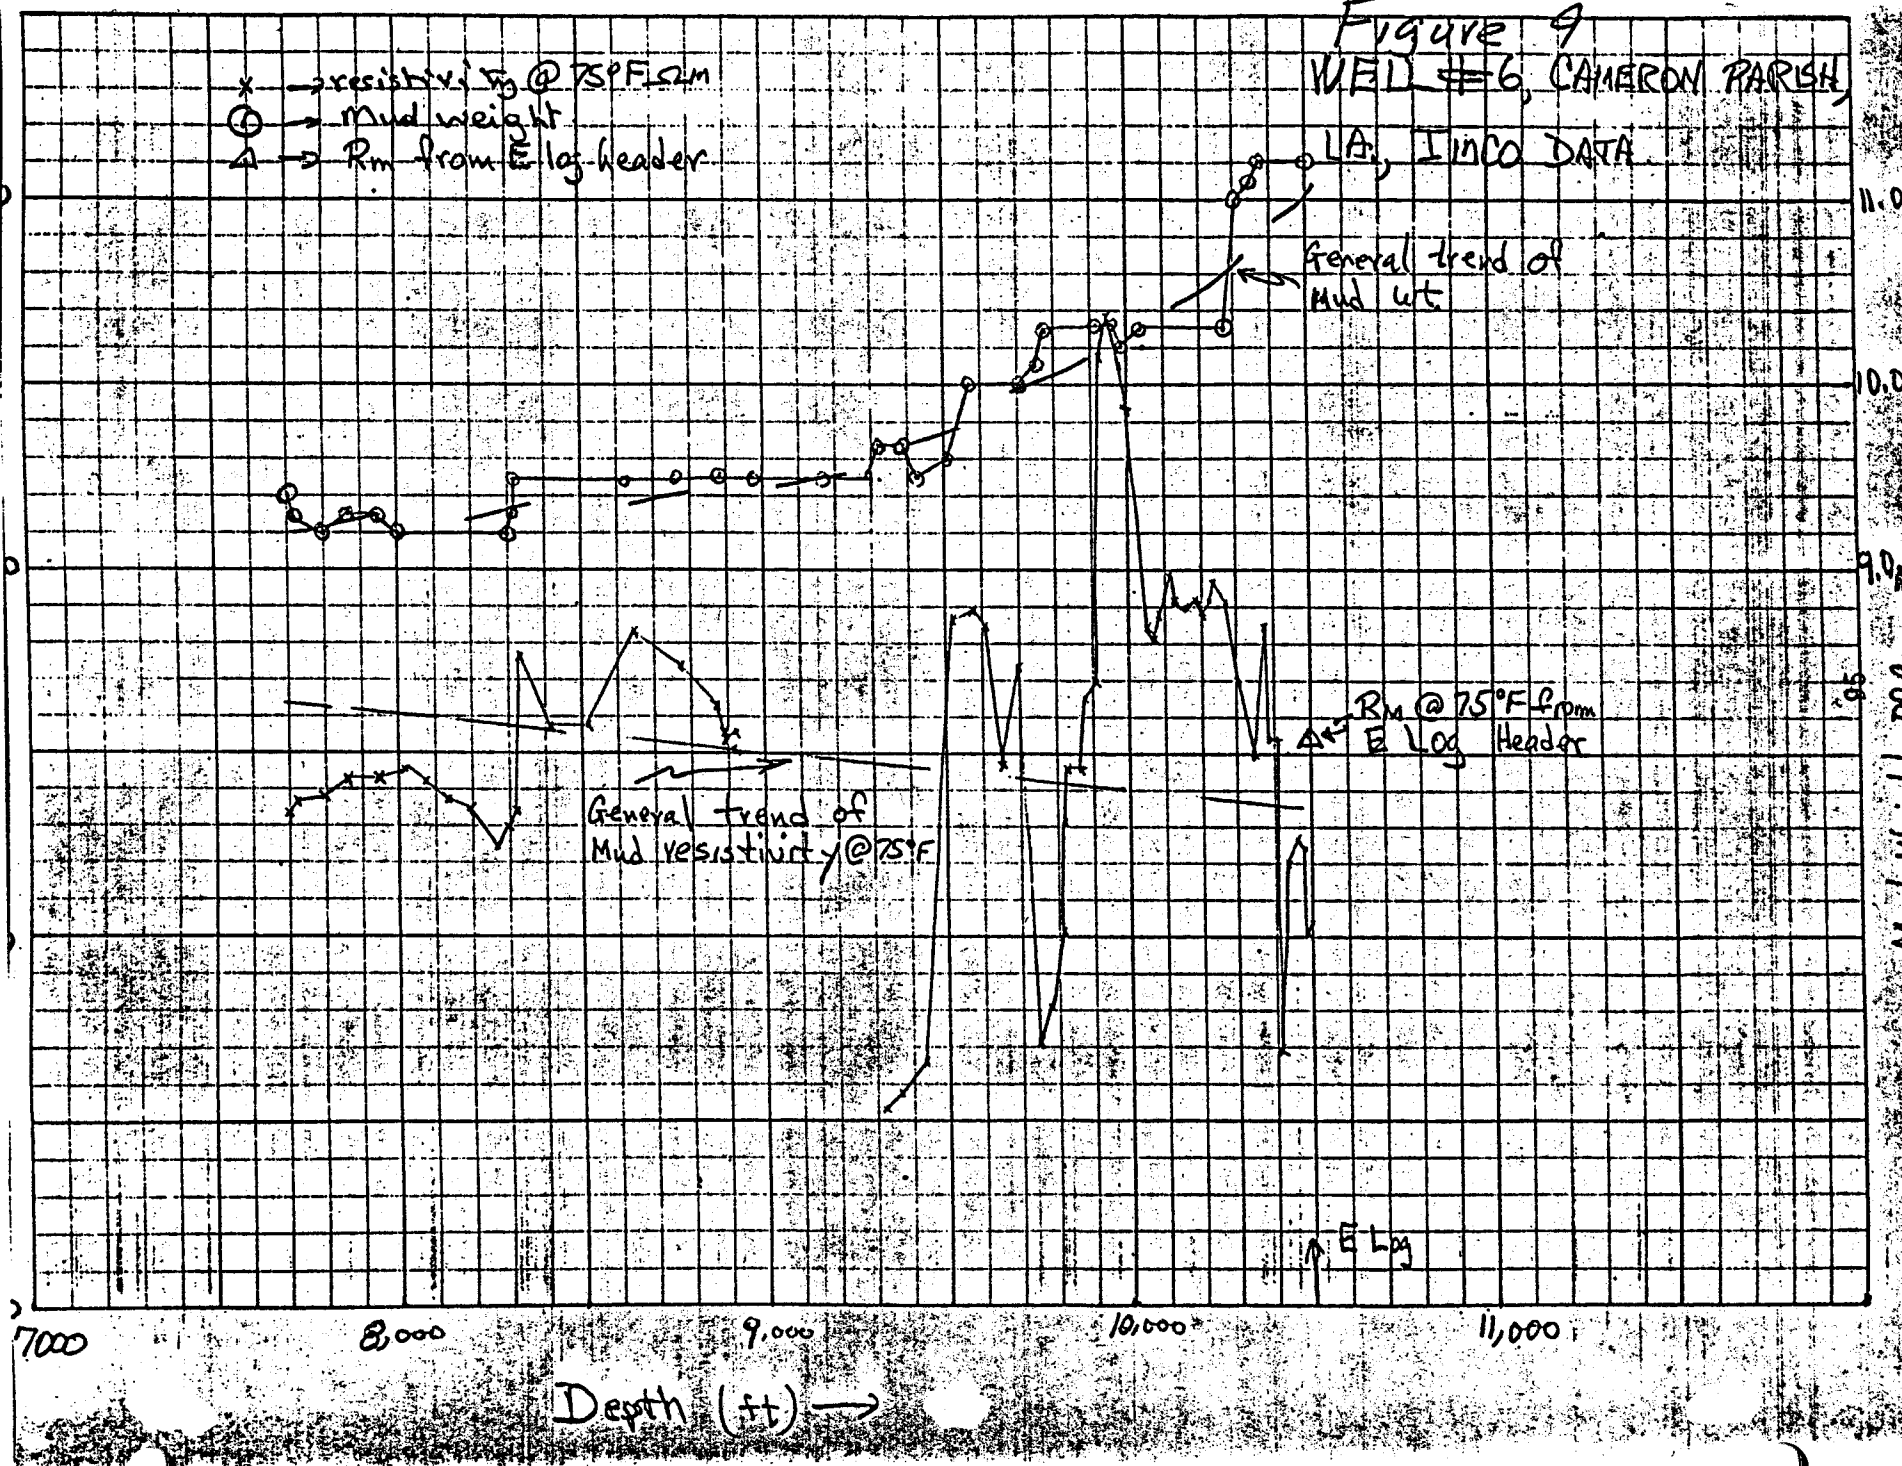 Figure 9
WELL #6, CAMERON PARISH,
LA., IMCO DATA
x → resistivity @ 75°F Ωm
⊙ → Mud weight
△ → Rm from E log header
11.0
General trend of
Mud wt.
10.0
9.0
Rm @ 75°F from
E Log Header
General trend of
Mud resistivity @ 75°F
E Log
7000
8,000
9,000
10,000
11,000
Depth (ft) →